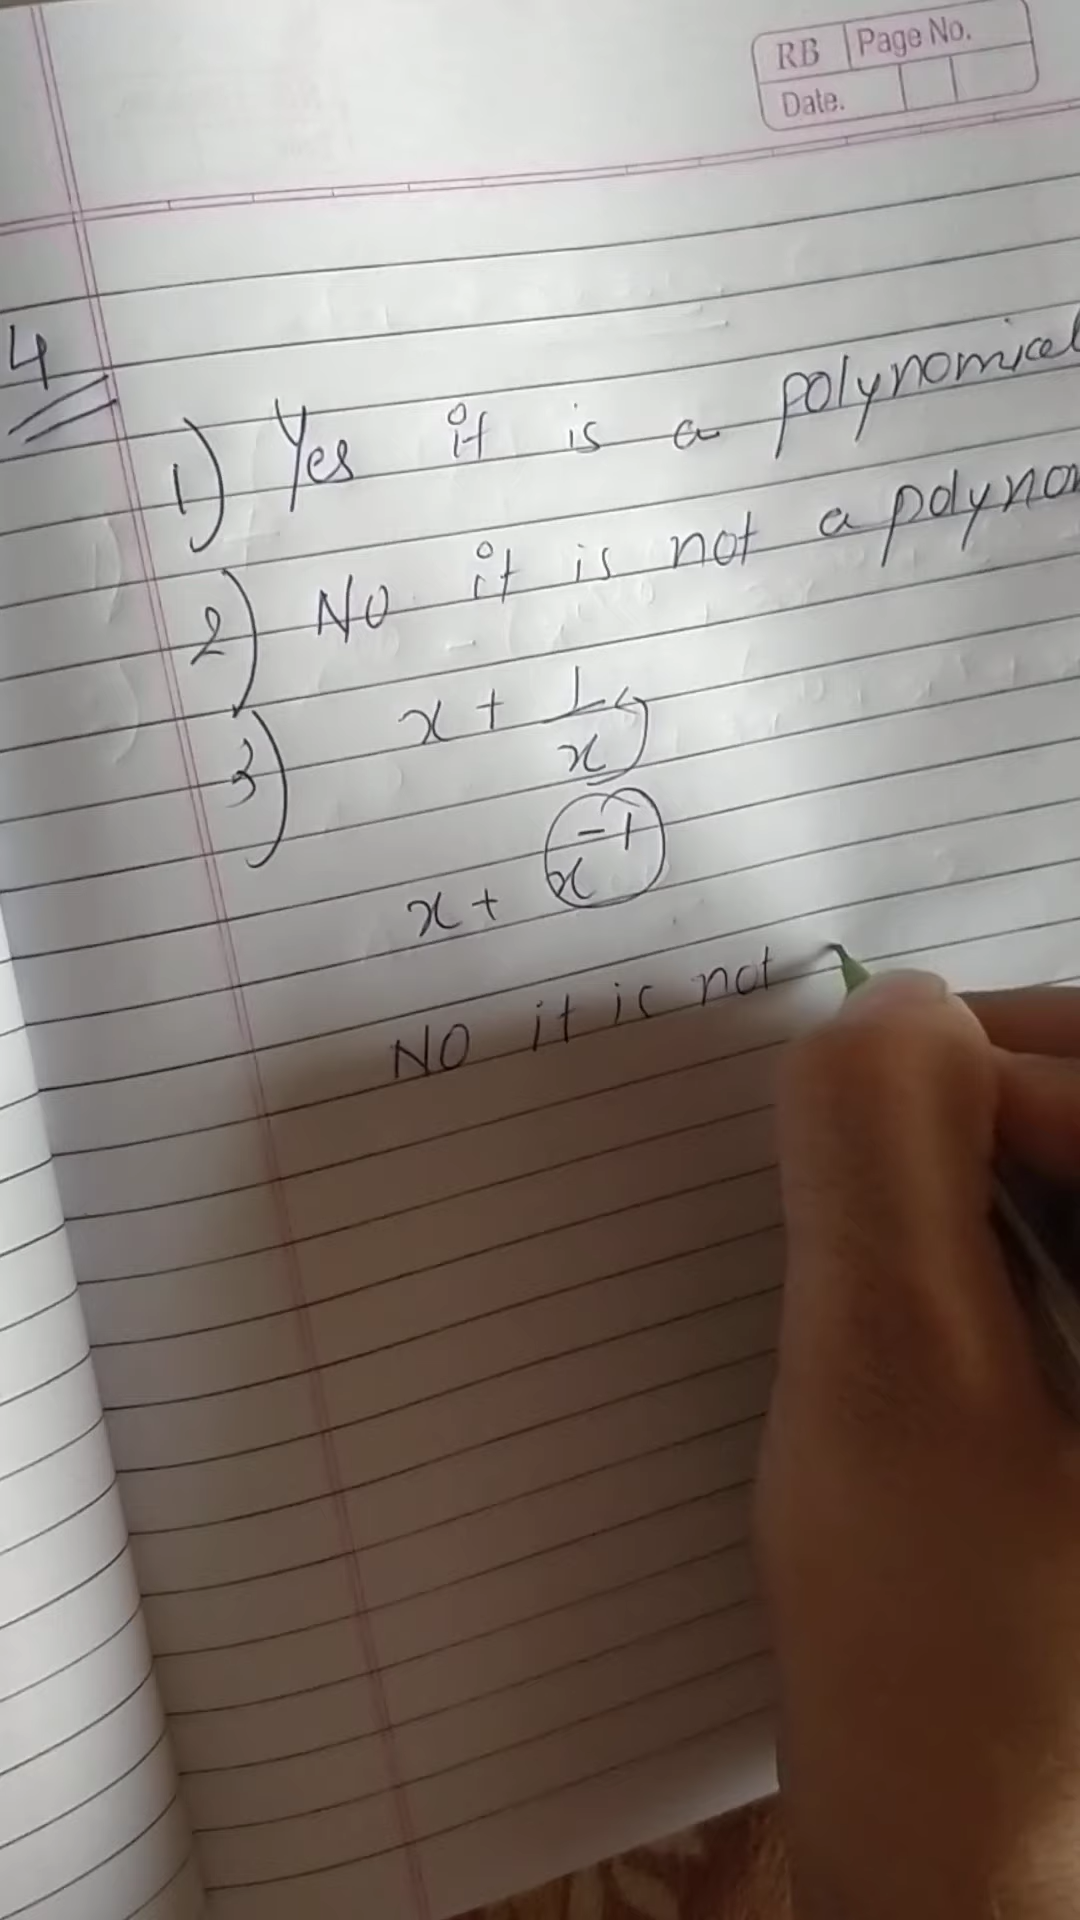 RB Page No.
Date.
4
1) Yes it is a polynomical
2) NO it is not a polyno
3) x + 1/x
x + x⁻¹
NO it is not